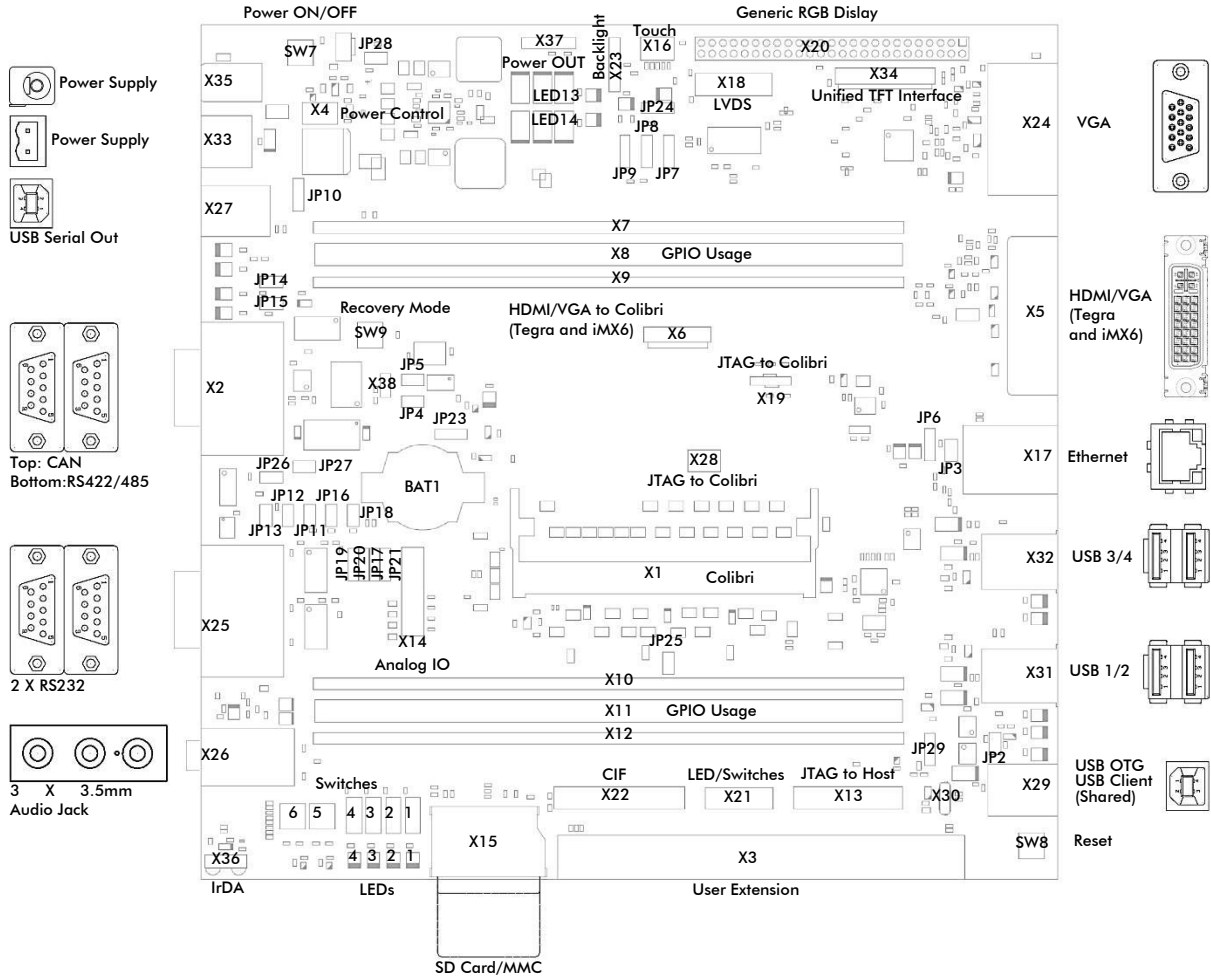 Power ON/OFF
Generic RGB Dislay
Power Supply
Power Supply
USB Serial Out
Top: CAN
Bottom:RS422/485
2 X RS232
3 X 3.5mm
Audio Jack
SW7
JP28
X37
Power OUT
Backlight
X23
Touch
X16
X20
X35
X4
Power Control
LED13
LED14
JP24
X18
LVDS
X34
Unified TFT Interface
X33
JP8
JP9
JP7
X24
VGA
X27
JP10
X7
X8
GPIO Usage
X9
JP14
JP15
Recovery Mode
SW9
HDMI/VGA to Colibri
(Tegra and iMX6)
X6
X5
HDMI/VGA
(Tegra
and iMX6)
X2
JP5
X38
JP4
JP23
JTAG to Colibri
X19
JP6
JP3
X17
Ethernet
JP26
JP27
BAT1
X28
JTAG to Colibri
JP12
JP16
JP13
JP11
JP18
JP19
JP20
JP17
JP21
X1
Colibri
X32
USB 3/4
X25
X14
Analog IO
JP25
X31
USB 1/2
X10
X11
GPIO Usage
X12
X26
JP29
JP2
Switches
6
5
4
3
2
1
CIF
X22
LED/Switches
X21
JTAG to Host
X13
X30
X29
USB OTG
USB Client
(Shared)
X36
IrDA
4
3
2
1
LEDs
X15
X3
User Extension
SW8
Reset
SD Card/MMC